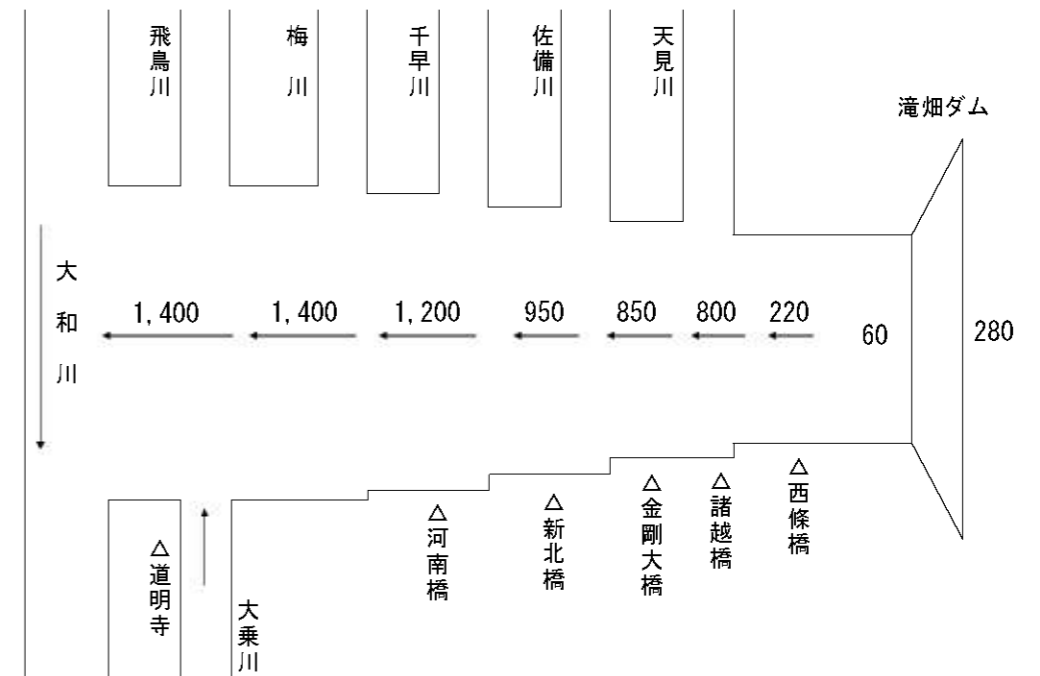 飛鳥川
梅川
千早川
佐備川
天見川
滝畑ダム
大和川
1,400
1,400
1,200
950
850
800
220
60
280
△道明寺
大乗川
△河南橋
△新北橋
△金剛大橋
△諸越橋
△西條橋